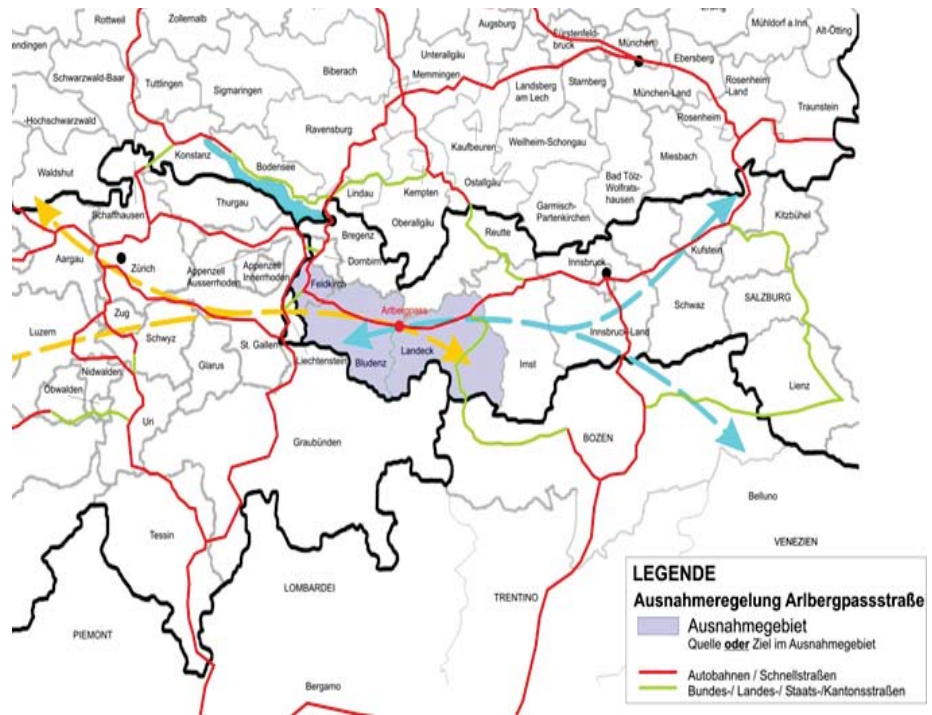 Rottweil
Zollernalb
Augsburg
Mühldorf a.Inn
Alt-Ötting
endingen
Unterallgäu
Fürstenfeld-
bruck
München
Ebersberg
Schwarzwald-Baar
Tuttlingen
Sigmaringen
Biberach
Memmingen
Landsberg
am Lech
Starnberg
München-Land
Rosenheim
-Land
Traunstein
-Hochschwarzwald
Ravensburg
Rosenheim
Waldshut
Konstanz
Bodensee
Kaufbeuren
Weilheim-Schongau
Miesbach
Schaffhausen
Thurgau
Lindau
Kempten
Ostallgäu
Bad Tölz-
Wolfrats-
hausen
Garmisch-
Partenkirchen
Bregenz
Oberallgäu
Reutte
Kitzbühel
Aargau
Zürich
Appenzell
Ausserrhoden
Appenzell
Innerrhoden
Dornbirn
Feldkirch
Innsbruck
Kufstein
Luzern
Zug
Schwyz
Arlbergpass
Schwaz
SALZBURG
Innsbruck-Land
St. Gallen
Liechtenstein
Bludenz
Landeck
Imst
Lienz
Nidwalden
Glarus
Obwalden
Uri
Graubünden
BOZEN
Belluno
Tessin
VENEZIEN
LOMBARDEI
TRENTINO
PIEMONT
Bergamo
LEGENDE
Ausnahmeregelung Arlbergpassstraße
Ausnahmegebiet
Quelle oder Ziel im Ausnahmegebiet
Autobahnen / Schnellstraßen
Bundes-/ Landes-/ Staats-/Kantonsstraßen